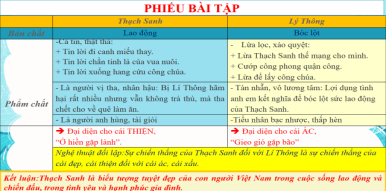 PHIẾU BÀI TẬP
Thạch Sanh
Lý Thông
Bản chất
Lao động
Bóc lột
Phẩm chất
-Cả tin, thật thà:
+ Tin lời đi canh miếu thay.
+ Tin lời chằn tinh là của vua nuôi.
+ Tin lời xuống hang cứu công chúa.
- Lừa lọc, xảo quyệt:
+ Lừa Thạch Sanh thế mạng cho mình.
+ Cướp công phong quận công.
+ Lừa để lấy công chúa.
- Là người vị tha, nhân hậu: Bị Lí Thông hãm
hại rất nhiều nhưng vẫn không trả thù, mà tha
chết cho về quê làm ăn.
- Là người anh hùng, tài giỏi
- Tàn nhẫn, vô lương tâm: Lợi dụng tình
anh em kết nghĩa để bóc lột sức lao động
của Thạch Sanh.
-Tiểu nhân bạc nhược, thấp hèn
➔ Đại diện cho cái THIỆN,
“Ở hiền gặp lành”.
➔ Đại diện cho cái ÁC,
“Gieo gió gặp bão”
Nghệ thuật đối lập:Sự chiến thắng của Thạch Sanh đối với Lí Thông là sự chiến thắng của
cái đẹp, cái thiện đối với cái ác, cái xấu.
Kết luận:Thạch Sanh là biểu tượng tuyệt đẹp của con người Việt Nam trong cuộc sống lao động và
chiến đấu, trong tình yêu và hạnh phúc gia đình.